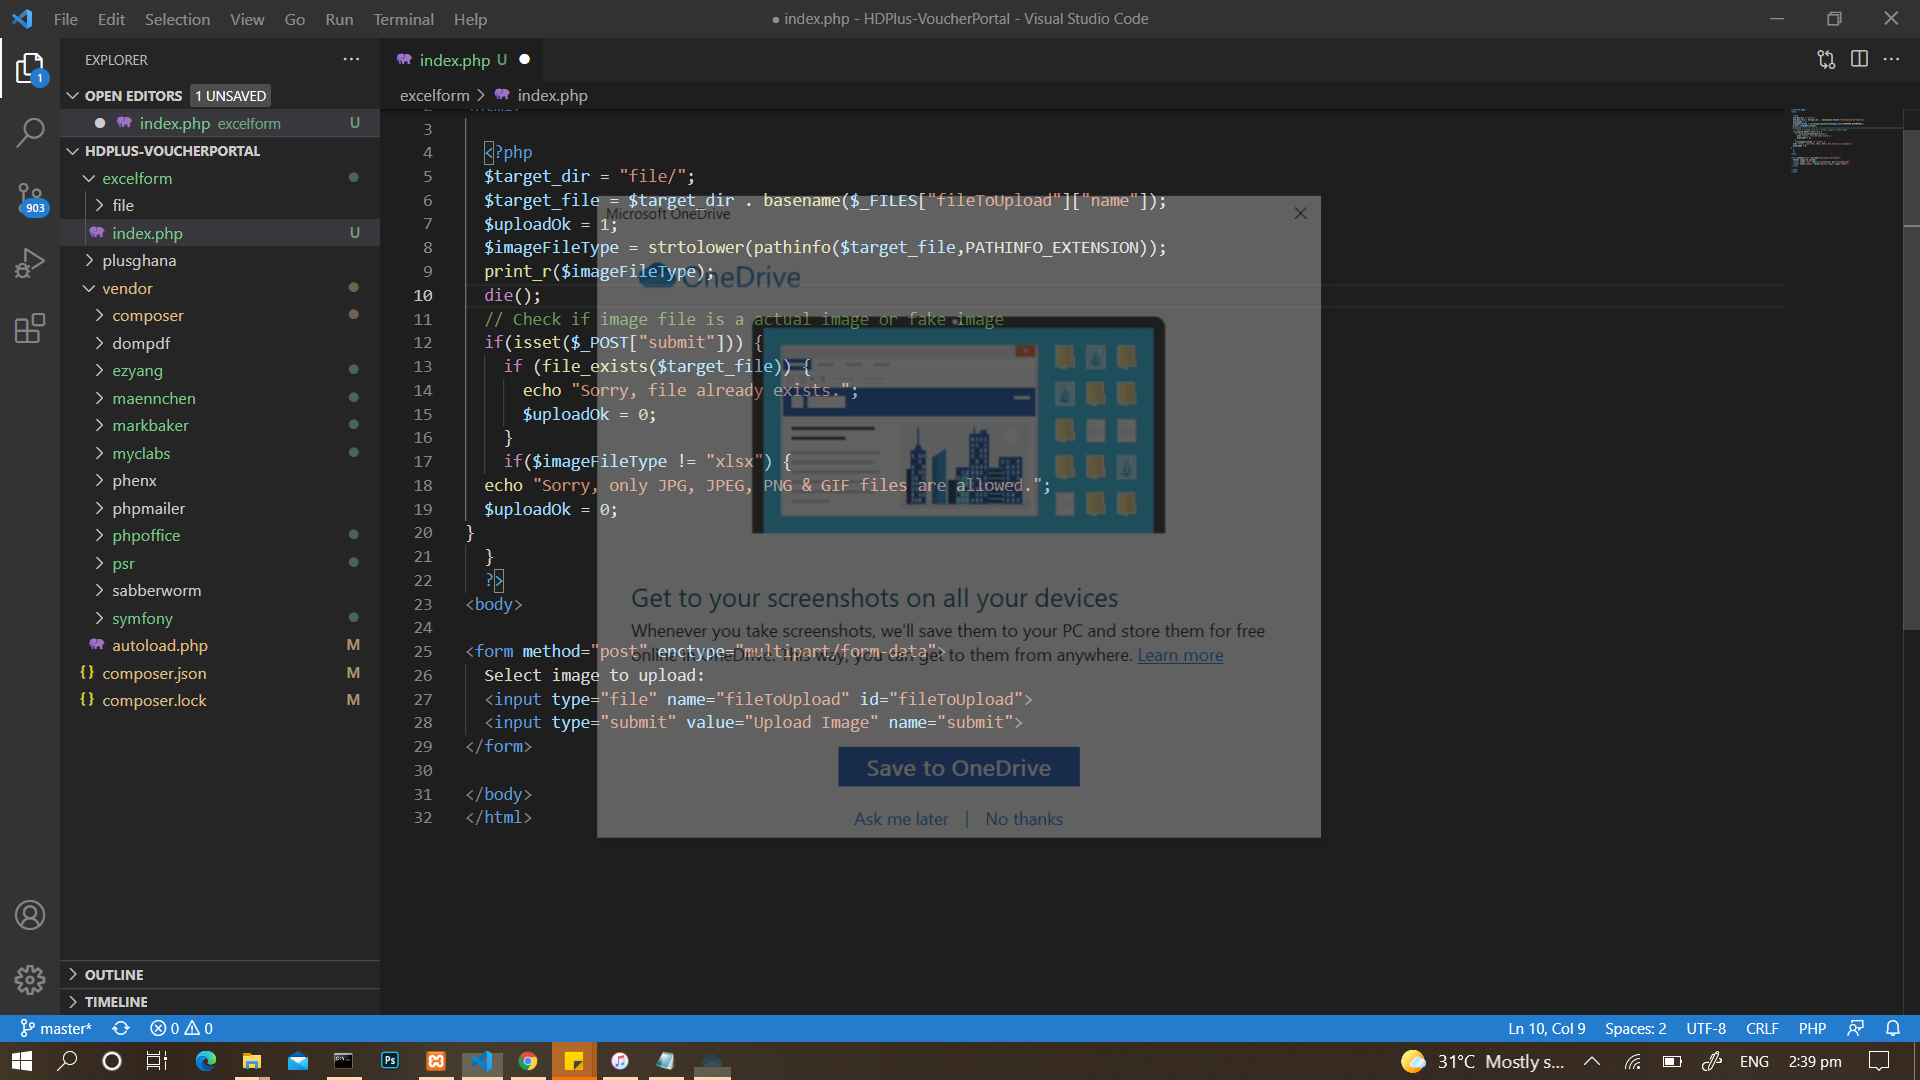 File Edit Selection View Go Run Terminal Help
● index.php - HDPlus-VoucherPortal - Visual Studio Code
EXPLORER
OPEN EDITORS 1 UNSAVED
index.php excelform U
HDPLUS-VOUCHERPORTAL
excelform
file
index.php U
plusghana
vendor
composer
dompdf
ezyang
maennchen
markbaker
myclabs
phenx
phpmailer
phpoffice
psr
sabberworm
symfony
autoload.php M
composer.json M
composer.lock M
OUTLINE
TIMELINE
1
903
index.php U
excelform > index.php
3
4 <?php
5 $target_dir = "file/";
6 $target_file = $target_dir . basename($_FILES["fileToUpload"]["name"]);
7 $uploadOk = 1;
8 $imageFileType = strtolower(pathinfo($target_file,PATHINFO_EXTENSION));
9 print_r($imageFileType);
10 die();
11 // Check if image file is a actual image or fake image
12 if(isset($_POST["submit"])) {
13 if (file_exists($target_file)) {
14 echo "Sorry, file already exists.";
15 $uploadOk = 0;
16 }
17 if($imageFileType != "xlsx") {
18 echo "Sorry, only JPG, JPEG, PNG & GIF files are allowed.";
19 $uploadOk = 0;
20 }
21 }
22 ?>
23 <body>
24
25 <form method="post" enctype="multipart/form-data">
26 Select image to upload:
27 <input type="file" name="fileToUpload" id="fileToUpload">
28 <input type="submit" value="Upload Image" name="submit">
29 </form>
30
31 </body>
32 </html>
Microsoft OneDrive
OneDrive
Get to your screenshots on all your devices
Whenever you take screenshots, we'll save them to your PC and store them for free
online in OneDrive. This way, you can get to them from anywhere. Learn more
Save to OneDrive
Ask me later | No thanks
master* 0 0
Ln 10, Col 9 Spaces: 2 UTF-8 CRLF PHP
Ps
31°C Mostly s... ENG 2:39 pm